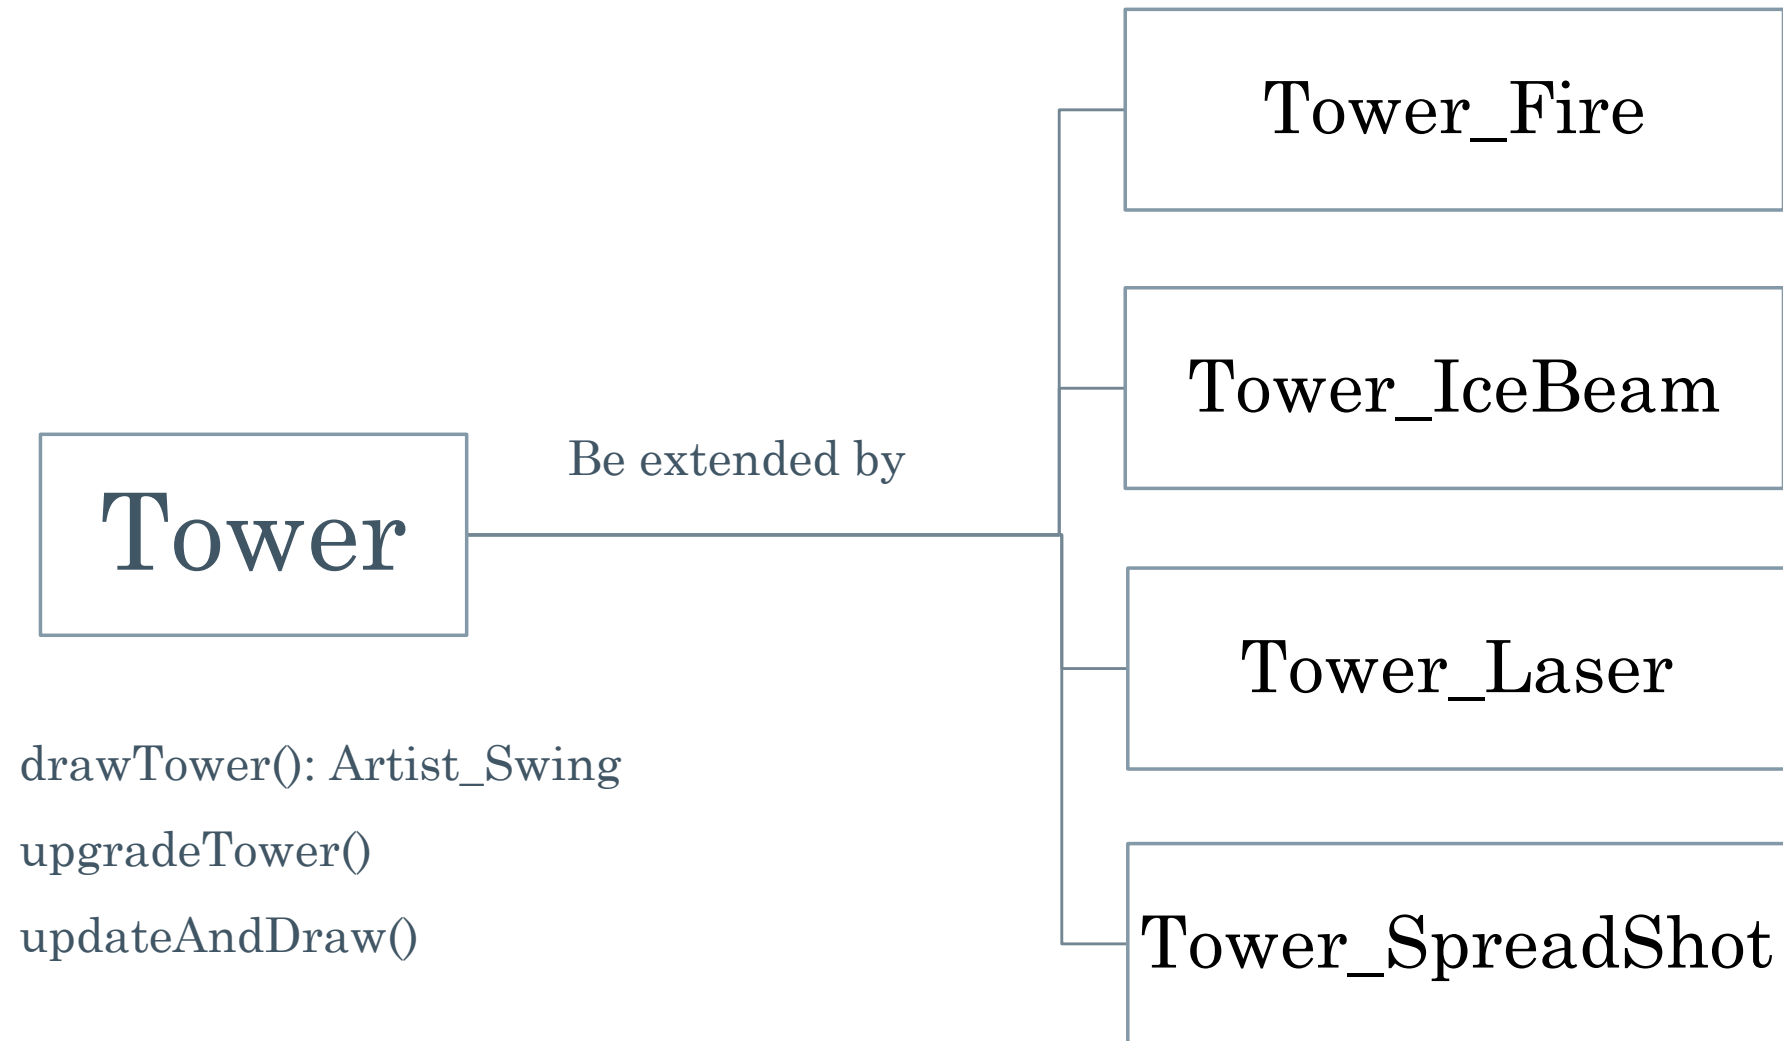 Tower_Fire
Tower_IceBeam
Be extended by
Tower
Tower_Laser
drawTower(): Artist_Swing
upgradeTower()
updateAndDraw()
Tower_SpreadShot